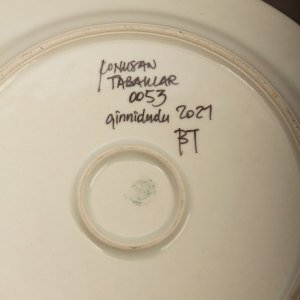 KONUŞAN
TABAKLAR
0053
ginnidudu 2021
BT